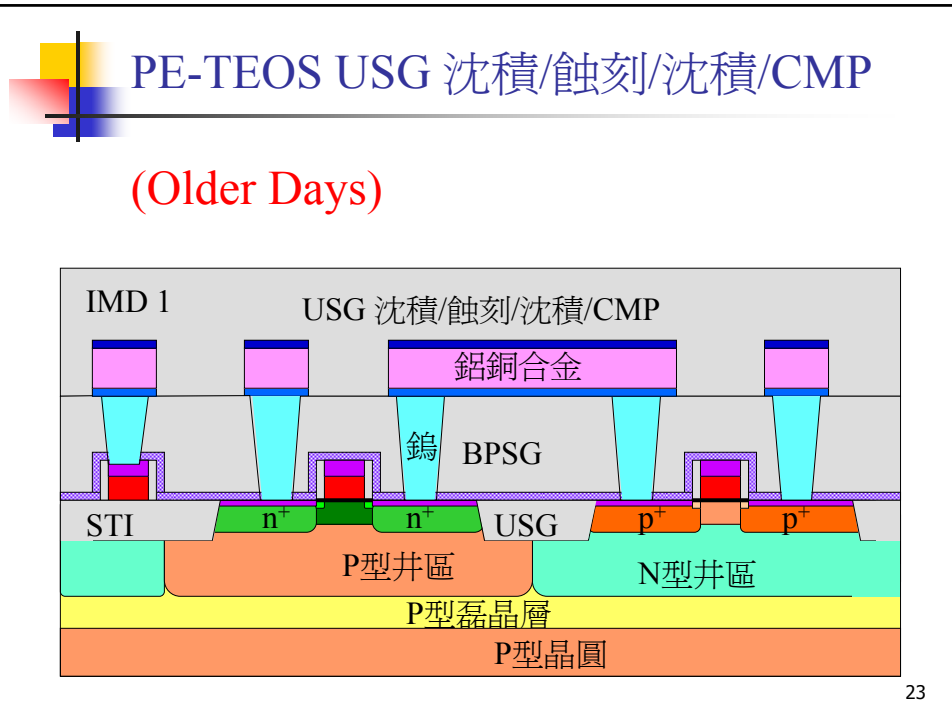 PE-TEOS USG 沈積/蝕刻/沈積/CMP
(Older Days)
IMD 1
USG 沈積/蝕刻/沈積/CMP
鋁銅合金
鎢
BPSG
STI
n+
n+
USG
p+
p+
P型井區
N型井區
P型磊晶層
P型晶圓
23